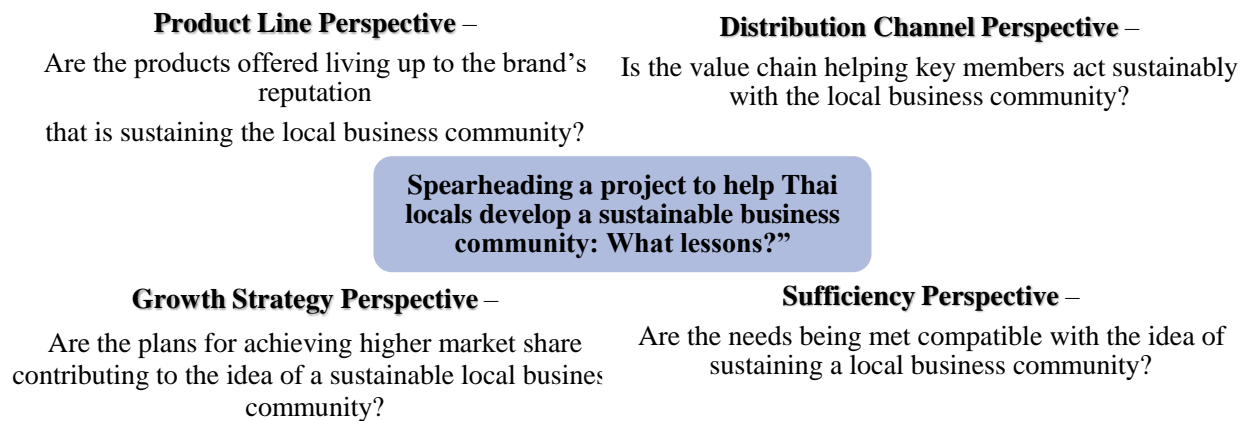 Product Line Perspective –
Are the products offered living up to the brand's
reputation
that is sustaining the local business community?
Distribution Channel Perspective –
Is the value chain helping key members act sustainably
with the local business community?
Spearheading a project to help Thai
locals develop a sustainable business
community: What lessons?”
Growth Strategy Perspective –
Are the plans for achieving higher market share
contributing to the idea of a sustainable local busines
community?
Sufficiency Perspective –
Are the needs being met compatible with the idea of
sustaining a local business community?